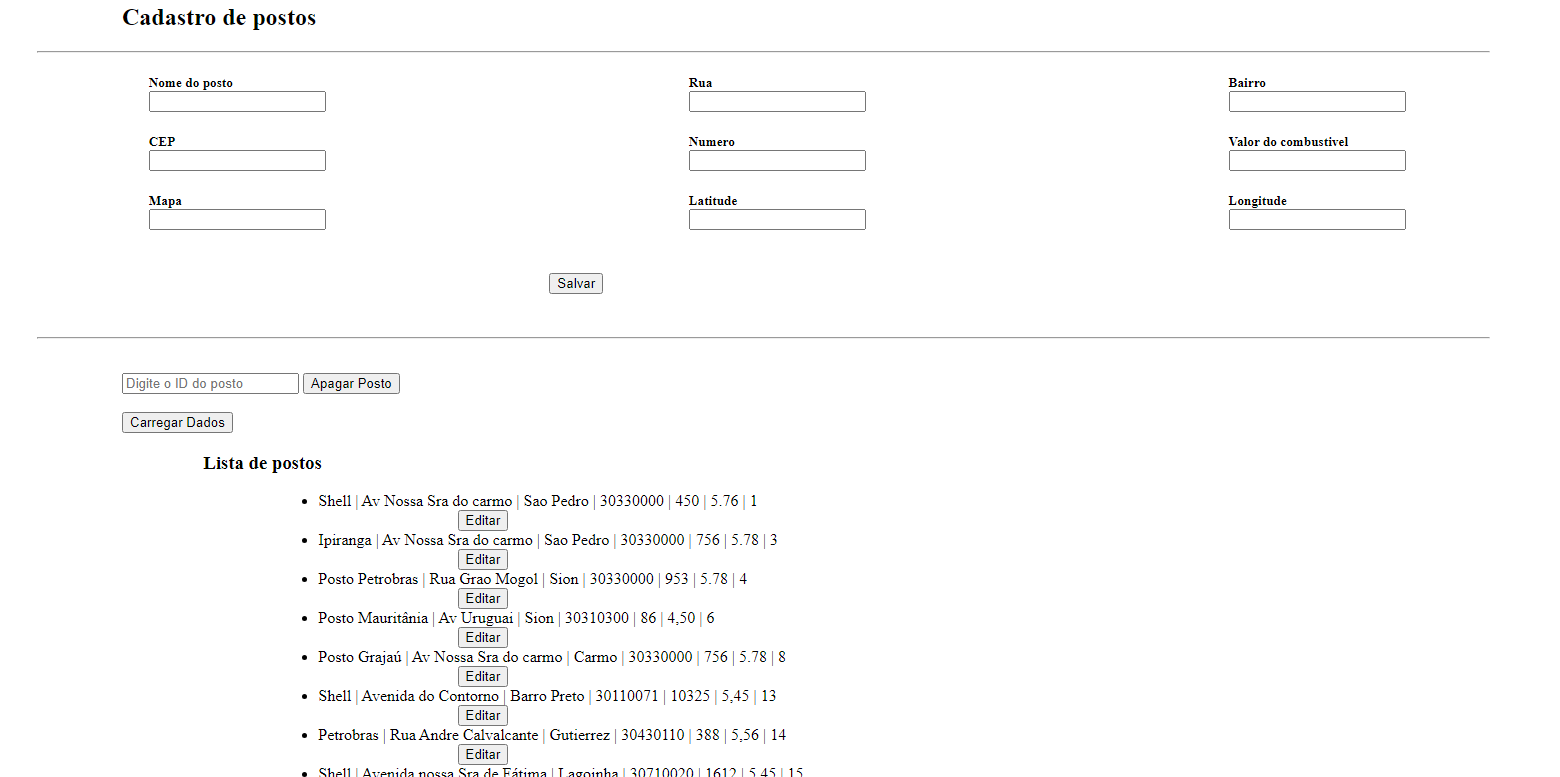 Cadastro de postos
Nome do posto Rua Bairro
CEP Numero Valor do combustivel
Mapa Latitude Longitude
Salvar
Digite o ID do posto Apagar Posto
Carregar Dados
Lista de postos
Shell | Av Nossa Sra do carmo | Sao Pedro | 30330000 | 450 | 5.76 | 1
Editar
Ipiranga | Av Nossa Sra do carmo | Sao Pedro | 30330000 | 756 | 5.78 | 3
Editar
Posto Petrobras | Rua Grao Mogol | Sion | 30330000 | 953 | 5.78 | 4
Editar
Posto Mauritânia | Av Uruguai | Sion | 30310300 | 86 | 4,50 | 6
Editar
Posto Grajaú | Av Nossa Sra do carmo | Carmo | 30330000 | 756 | 5.78 | 8
Editar
Shell | Avenida do Contorno | Barro Preto | 30110071 | 10325 | 5,45 | 13
Editar
Petrobras | Rua Andre Calvalcante | Gutierrez | 30430110 | 388 | 5,56 | 14
Editar
Shell | Avenida nossa Sra de Fátima | Lagoinha | 30710020 | 1612 | 5,45 | 15